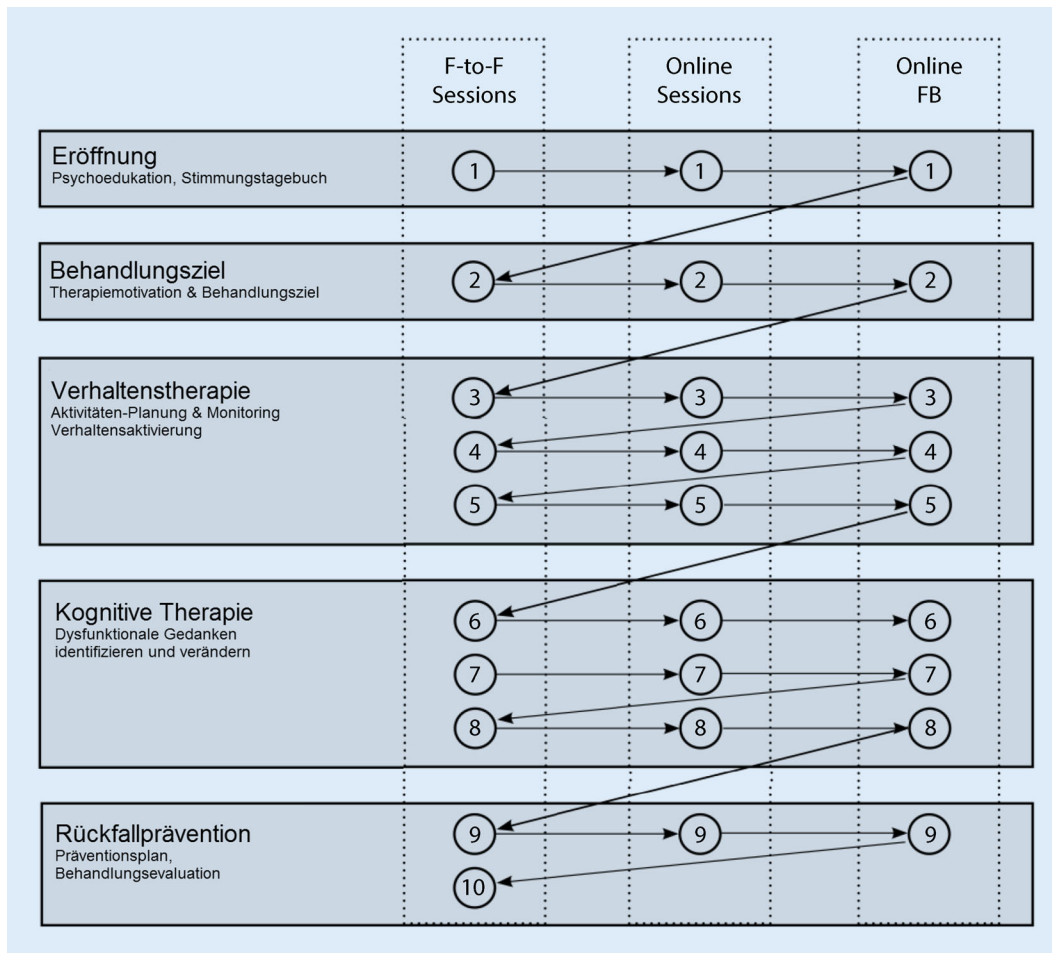 F-to-F
Sessions
Online
Sessions
Online
FB
Eröffnung
Psychoedukation, Stimmungstagebuch
1 1 1
Behandlungsziel
Therapiemotivation & Behandlungsziel
2 2 2
Verhaltenstherapie
Aktivitäten-Planung & Monitoring
Verhaltensaktivierung
3 3 3
4 4 4
5 5 5
Kognitive Therapie
Dysfunktionale Gedanken
identifizieren und verändern
6 6 6
7 7 7
8 8 8
Rückfallprävention
Präventionsplan,
Behandlungsevaluation
9 9 9
10